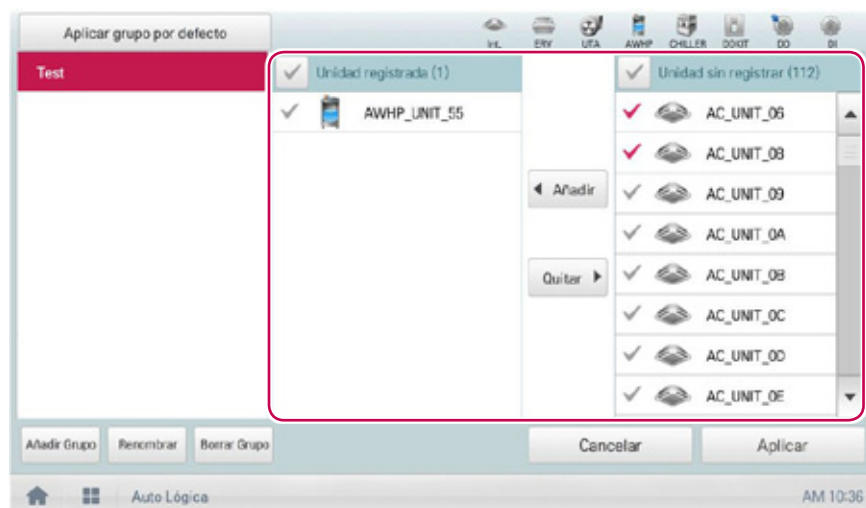 Aplicar grupo por defecto
Int.
ERV
UTA
AWHP
CHILLER
DDKIT
DO
DI
Test
Unidad registrada (1)
Unidad sin registrar (112)
AWHP_UNIT_55
AC_UNIT_06
AC_UNIT_08
AC_UNIT_09
AC_UNIT_0A
AC_UNIT_0B
AC_UNIT_0C
AC_UNIT_0D
AC_UNIT_0E
Añadir
Quitar
Añadir Grupo
Renombrar
Borrar Grupo
Cancelar
Aplicar
Auto Lógica
AM 10:36